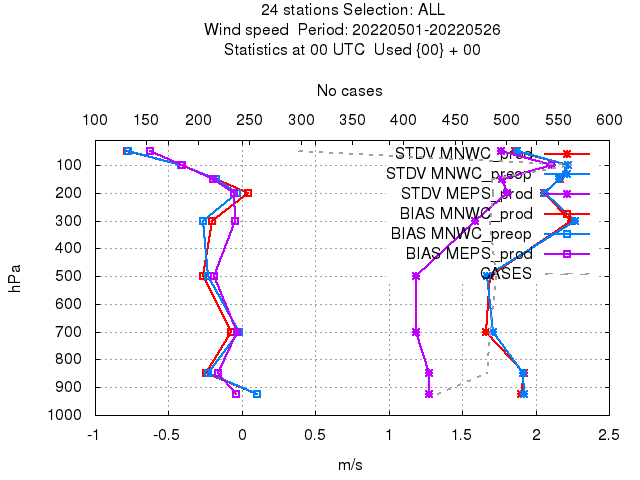 24 stations Selection: ALL
Wind speed  Period: 20220501-20220526
Statistics at 00 UTC  Used {00} + 00
No cases
100 150 200 250 300 350 400 450 500 550 600
STDV MNWC_prod
STDV MNWC_preop
STDV MEPS_prod
BIAS MNWC_prod
BIAS MNWC_preop
BIAS MEPS_prod
CASES
100
200
300
400
500
600
700
800
900
1000
hPa
-1 -0.5 0 0.5 1 1.5 2 2.5
m/s